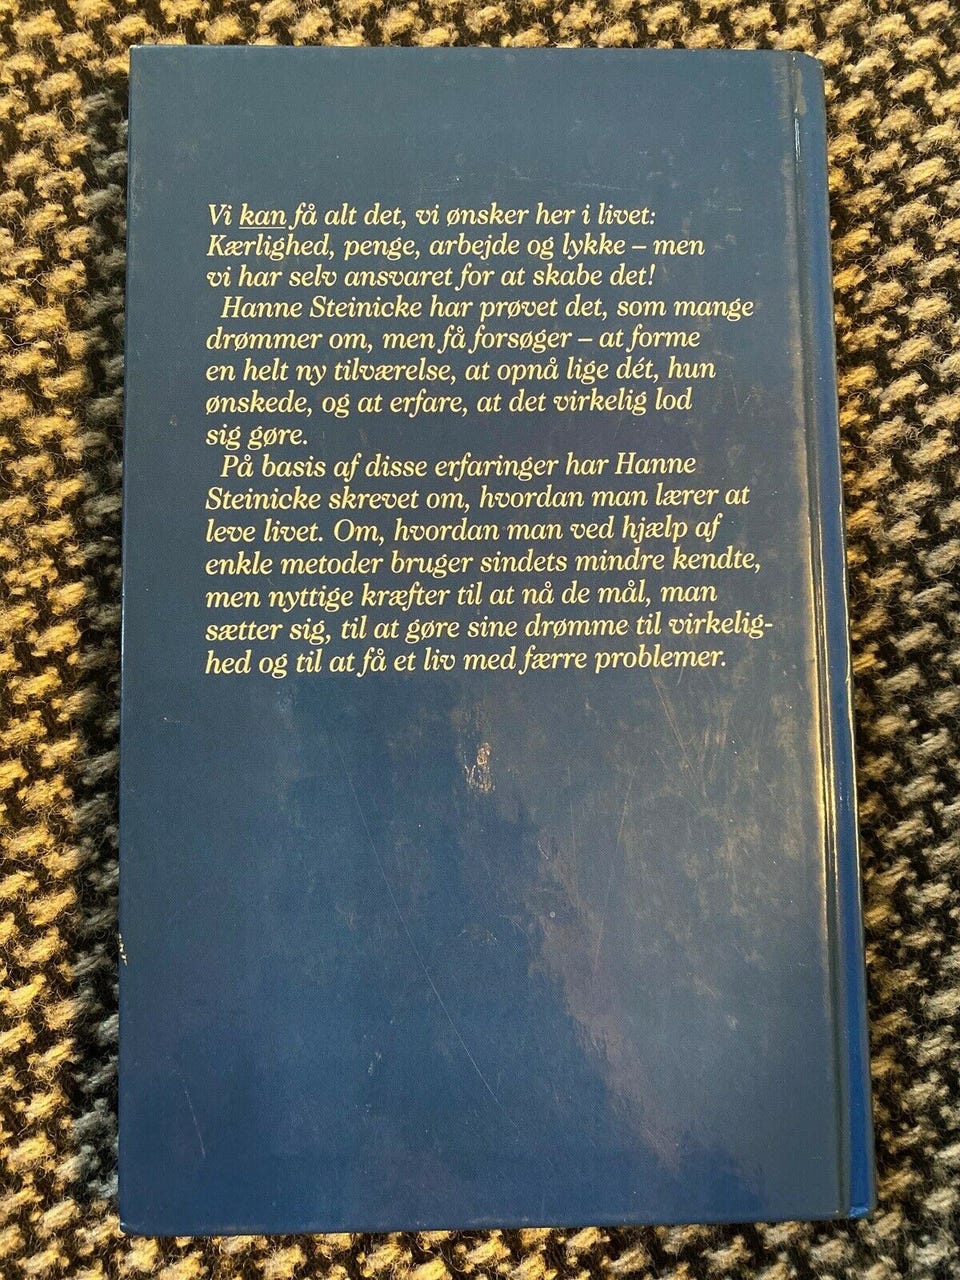 Vi kan få alt det, vi ønsker her i livet:
Kærlighed, penge, arbejde og lykke – men
vi har selv ansvaret for at skabe det!
Hanne Steinicke har prøvet det, som mange
drømmer om, men få forsøger – at forme
en helt ny tilværelse, at opnå lige dét, hun
ønskede, og at erfare, at det virkelig lod
sig gøre.
På basis af disse erfaringer har Hanne
Steinicke skrevet om, hvordan man lærer at
leve livet. Om, hvordan man ved hjælp af
enkle metoder bruger sindets mindre kendte,
men nyttige kræfter til at nå de mål, man
sætter sig, til at gøre sine drømme til virkelig-
hed og til at få et liv med færre problemer.